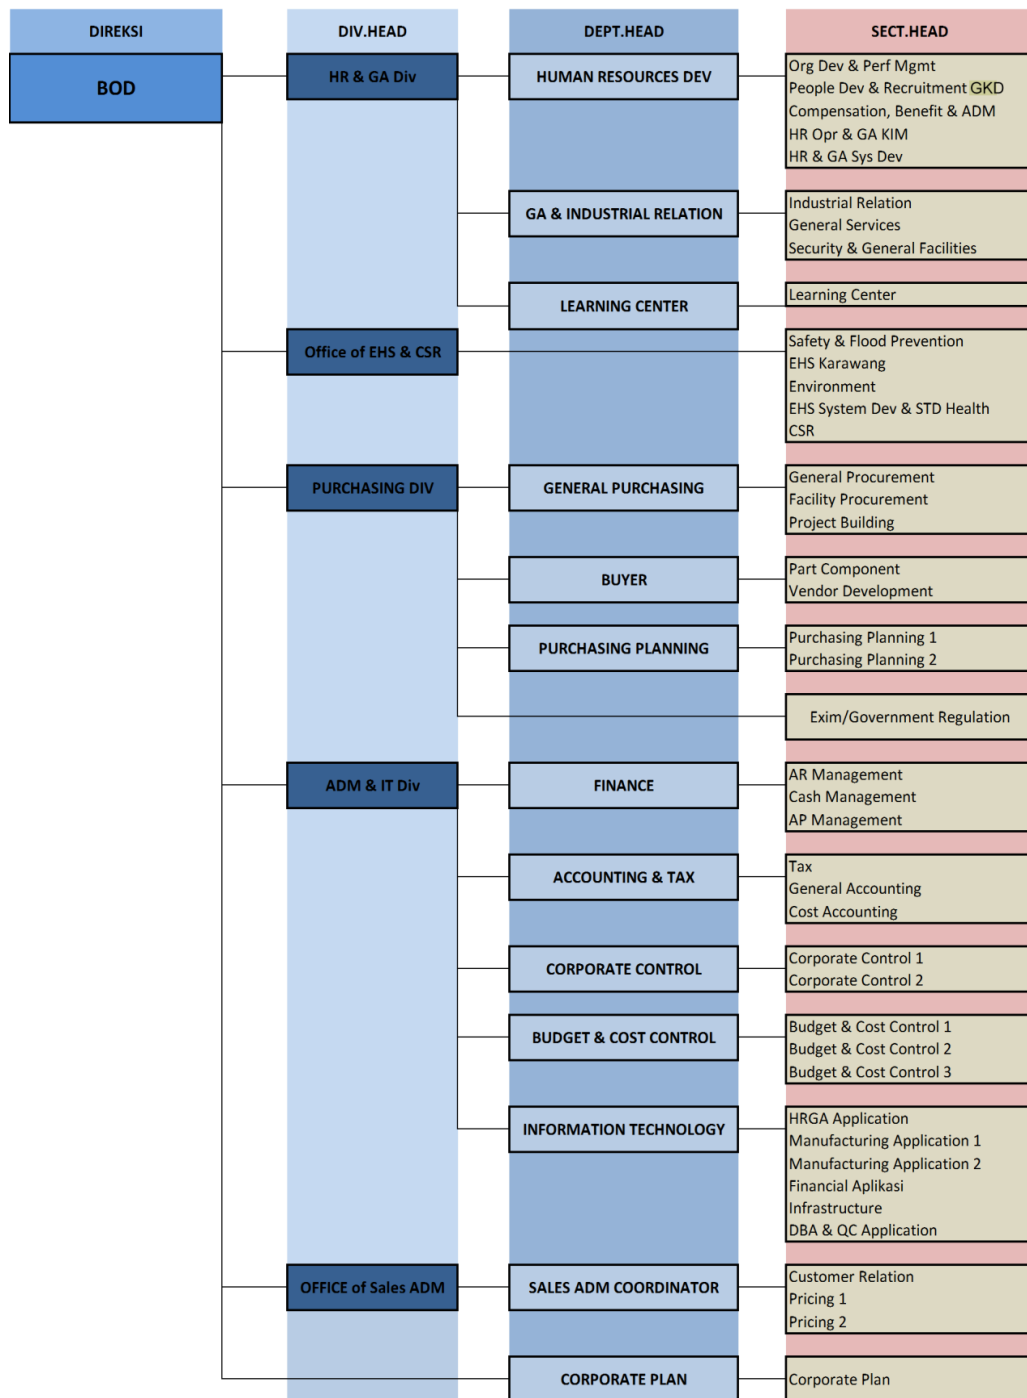 DIREKSI
DIV.HEAD
DEPT.HEAD
SECT.HEAD
BOD
HR & GA Div
HUMAN RESOURCES DEV
Org Dev & Perf Mgmt
People Dev & Recruitment GKD
Compensation, Benefit & ADM
HR Opr & GA KIM
HR & GA Sys Dev
GA & INDUSTRIAL RELATION
Industrial Relation
General Services
Security & General Facilities
LEARNING CENTER
Learning Center
Office of EHS & CSR
Safety & Flood Prevention
EHS Karawang
Environment
EHS System Dev & STD Health
CSR
PURCHASING DIV
GENERAL PURCHASING
General Procurement
Facility Procurement
Project Building
BUYER
Part Component
Vendor Development
PURCHASING PLANNING
Purchasing Planning 1
Purchasing Planning 2
Exim/Government Regulation
ADM & IT Div
FINANCE
AR Management
Cash Management
AP Management
ACCOUNTING & TAX
Tax
General Accounting
Cost Accounting
CORPORATE CONTROL
Corporate Control 1
Corporate Control 2
BUDGET & COST CONTROL
Budget & Cost Control 1
Budget & Cost Control 2
Budget & Cost Control 3
INFORMATION TECHNOLOGY
HRGA Application
Manufacturing Application 1
Manufacturing Application 2
Financial Aplikasi
Infrastructure
DBA & QC Application
OFFICE of Sales ADM
SALES ADM COORDINATOR
Customer Relation
Pricing 1
Pricing 2
CORPORATE PLAN
Corporate Plan